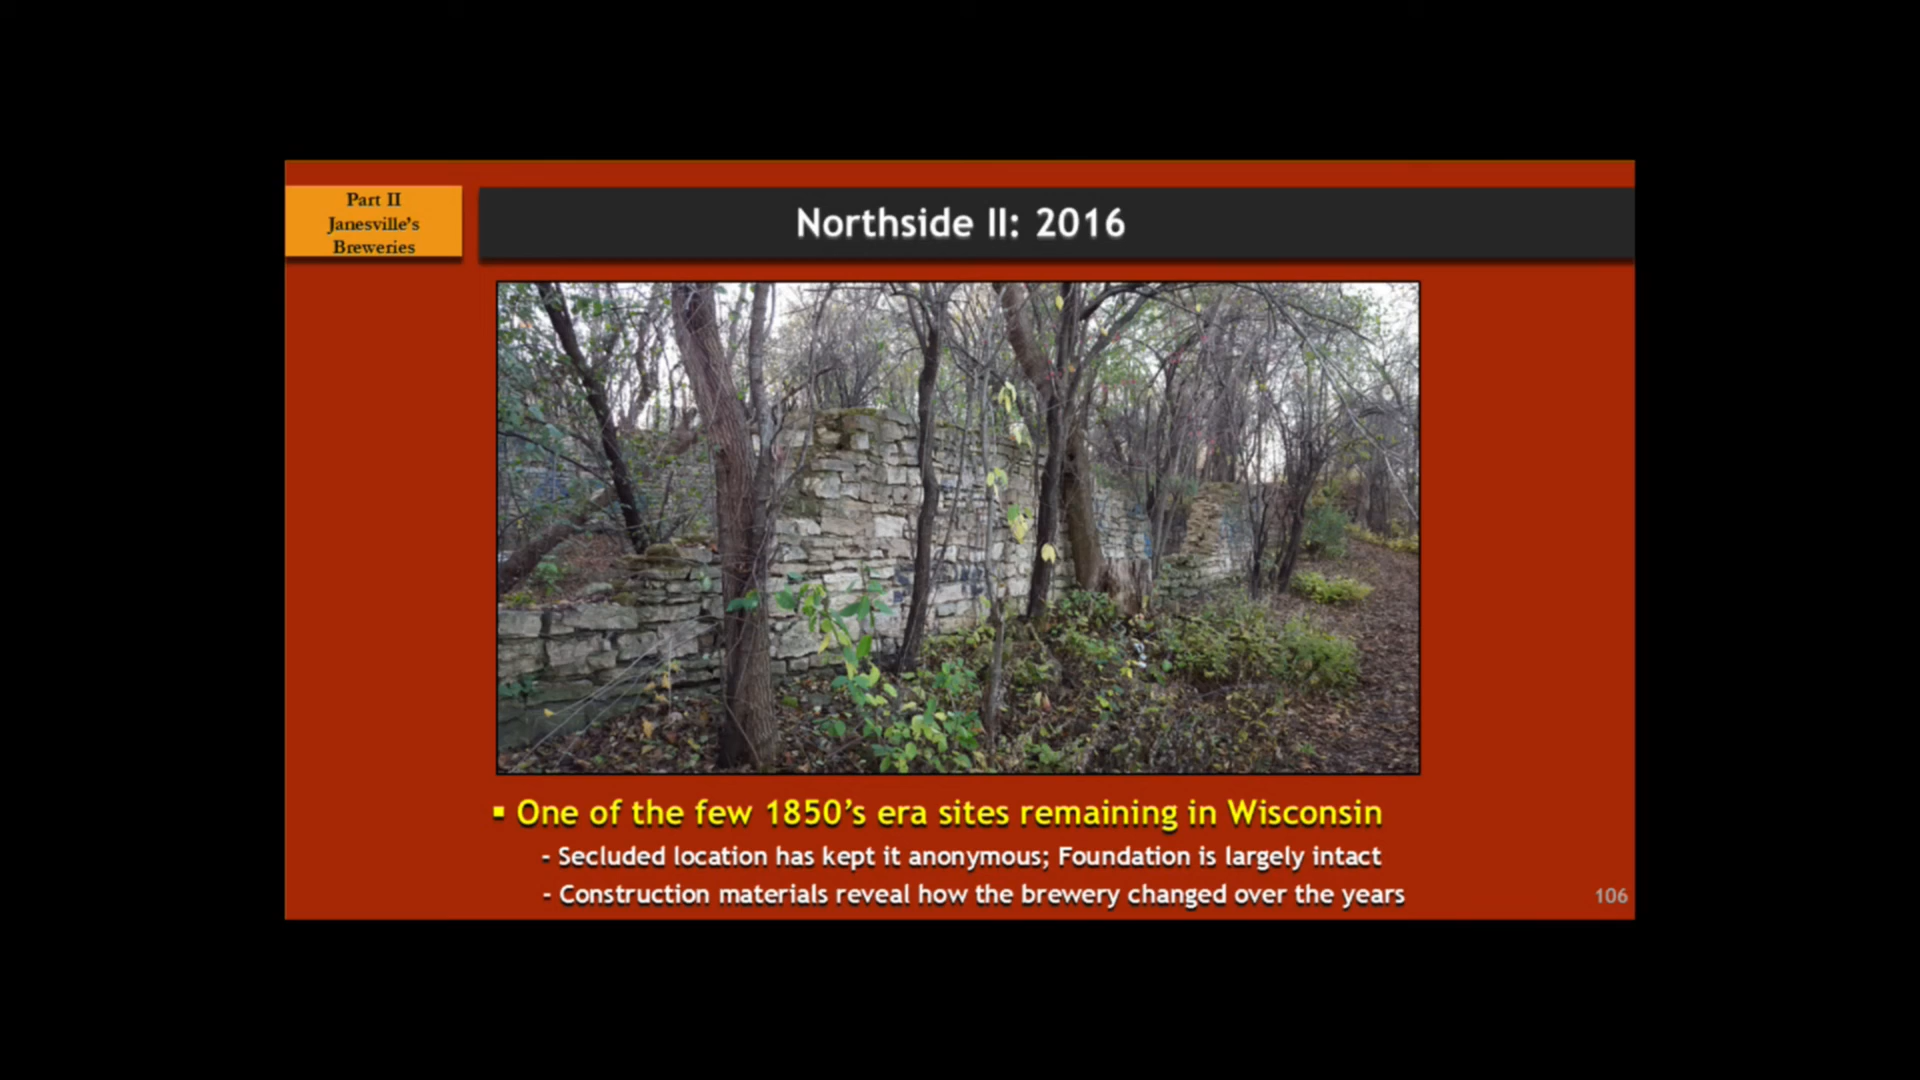 Part II
Janesville's
Breweries
Northside II: 2016
▪ One of the few 1850's era sites remaining in Wisconsin
- Secluded location has kept it anonymous; Foundation is largely intact
- Construction materials reveal how the brewery changed over the years
106